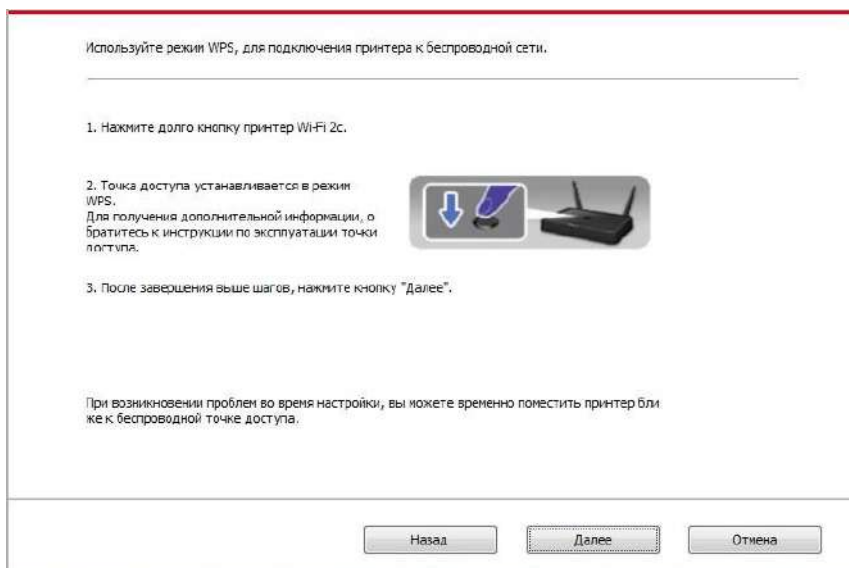 Используйте режим WPS, для подключения принтера к беспроводной сети.
1. Нажмите долго кнопку принтер Wi-Fi 2с.
2. Точка доступа устанавливается в режим
WPS.
Для получения дополнительной информации, о
братитесь к инструкции по эксплуатации точки
доступа.
3. После завершения выше шагов, нажмите кнопку "Далее".
При возникновении проблем во время настройки, вы можете временно поместить принтер бли
же к беспроводной точке доступа.
Назад
Далее
Отмена